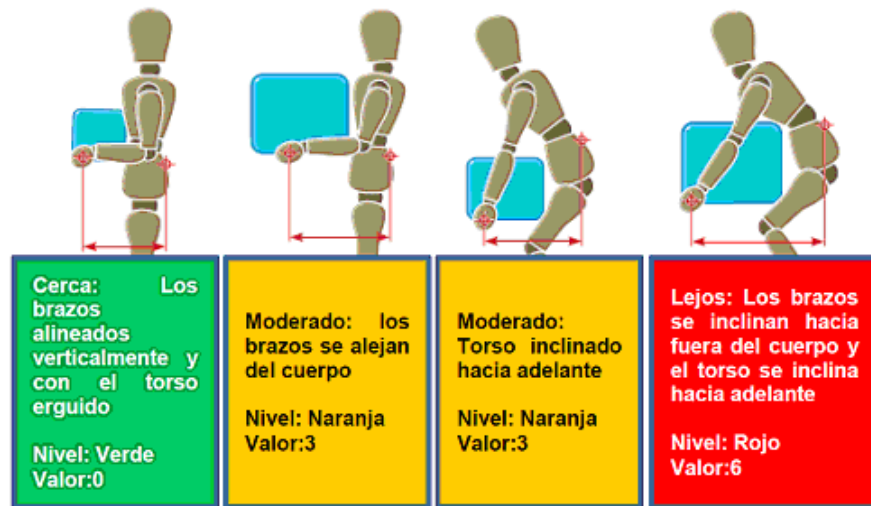 Cerca: Los
brazos
alineados
verticalmente y
con el torso
erguido
Nivel: Verde
Valor:0
Moderado: los
brazos se alejan
del cuerpo
Nivel: Naranja
Valor:3
Moderado:
Torso inclinado
hacia adelante
Nivel: Naranja
Valor:3
Lejos: Los brazos
se inclinan hacia
fuera del cuerpo y
el torso se inclina
hacia adelante
Nivel: Rojo
Valor:6